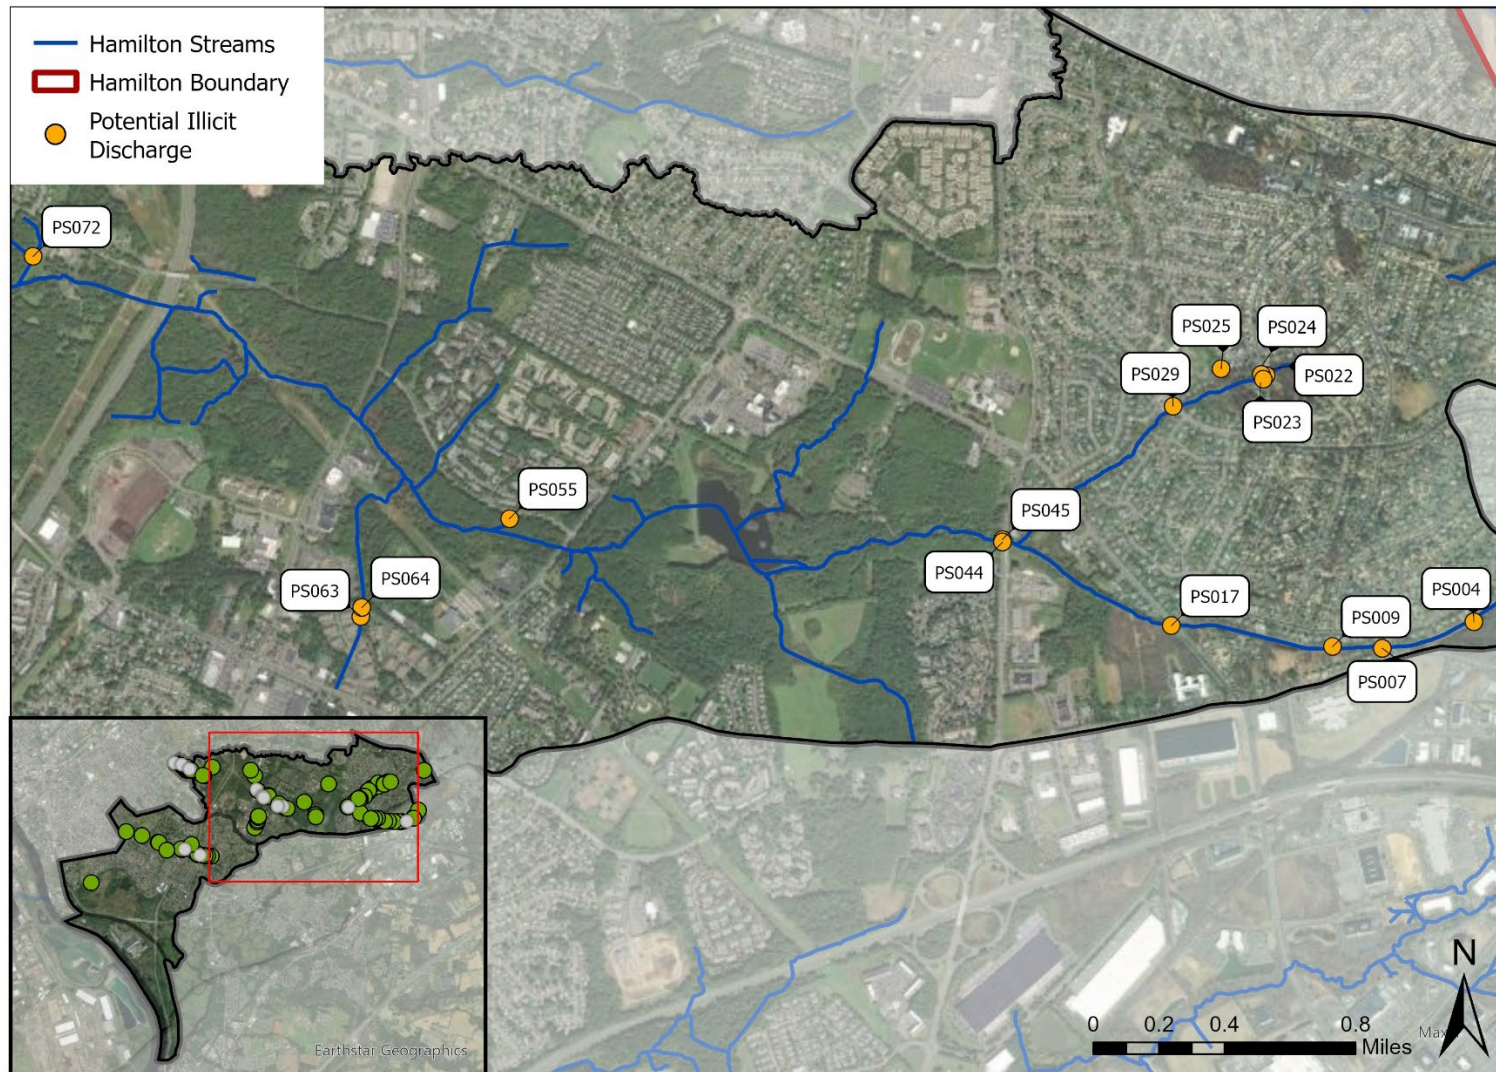 Hamilton Streams
Hamilton Boundary
Potential Illicit
Discharge
PS072
PS025
PS024
PS029
PS022
PS023
PS055
PS045
PS044
PS063
PS064
PS017
PS009
PS004
PS007
Earthstar Geographics
N
0
0.2
0.4
0.8
Miles